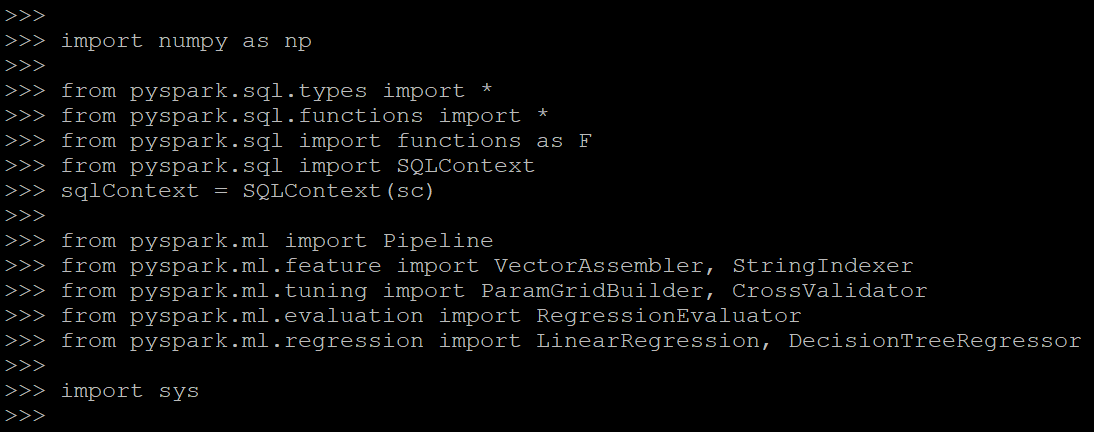 >>>
>>> import numpy as np
>>>
>>> from pyspark.sql.types import *
>>> from pyspark.sql.functions import *
>>> from pyspark.sql import functions as F
>>> from pyspark.sql import SQLContext
>>> sqlContext = SQLContext(sc)
>>>
>>> from pyspark.ml import Pipeline
>>> from pyspark.ml.feature import VectorAssembler, StringIndexer
>>> from pyspark.ml.tuning import ParamGridBuilder, CrossValidator
>>> from pyspark.ml.evaluation import RegressionEvaluator
>>> from pyspark.ml.regression import LinearRegression, DecisionTreeRegressor
>>>
>>> import sys
>>>